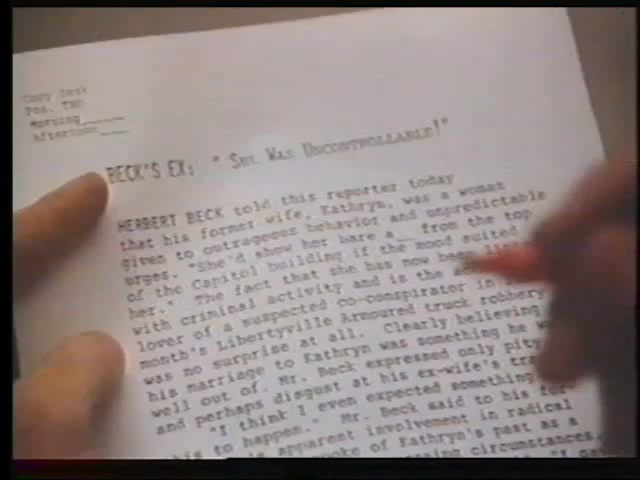 Copy Desk
Pos. TWO
Morning_____
Afternoon___
BECK'S EX: "SHE WAS UNCONTROLLABLE!"
HERBERT BECK told this reporter today
that his former wife, Kathryn, was a woman
given to outrageous behavior and unpredictable
urges. "She'd show her bare a__ from the top
of the Capitol building if the mood suited
her." The fact that she has now been
with criminal activity and is the
lover of a suspected co-conspirator in
month's Libertyville Armoured truck robbery
was no surprise at all. Clearly believing
his marriage to Kathryn was something he
well out of, Mr. Beck expressed only pity
and perhaps disgust at his ex-wife's
"I think I even expected something
to happen." Mr. Beck said to his
apparent involvement in radical
of Kathryn's past as a
circumstances,